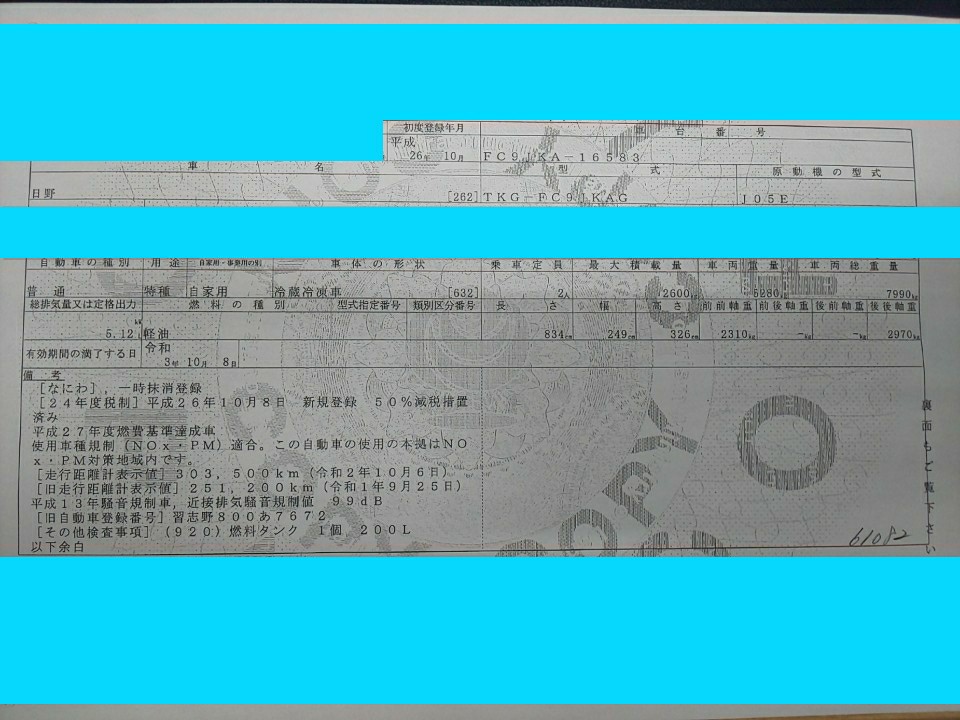 初度登録年月 車台番号
平成
26年 10月 FC9JKA-16583
車名 型式 原動機の型式
日野 [262] TKG-FC9JKAG J05E
自動車の種別 用途 自家用・事業用の別 車体の形状 乗車定員 最大積載量 車両重量 車両総重量
普通 特種 自家用 冷蔵冷凍車 [632] 2人 2600kg 5280kg 7990kg
総排気量又は定格出力 燃料の種別 型式指定番号 類別区分番号 長さ 幅 高さ 前前軸重 前後軸重 後前軸重 後後軸重
kW
5.12L 軽油 834cm 249cm 326cm 2310kg -kg -kg 2970kg
有効期間の満了する日 令和
3年 10月 8日
備考
[なにわ],一時抹消登録
[24年度税制]平成26年10月8日 新規登録 50%減税措置
済み
平成27年度燃費基準達成車
使用車種規制(NOx・PM)適合。この自動車の使用の本拠はNO
x・PM対策地域内です。
[走行距離計表示値]303,500km(令和2年10月6日)
[旧走行距離計表示値]251,200km(令和1年9月25日)
平成13年騒音規制車,近接排気騒音規制値 99dB
[旧自動車登録番号]習志野800あ7672
[その他検査事項](920)燃料タンク 1個 200L
以下余白
裏面もご覧下さい
61082
COPY